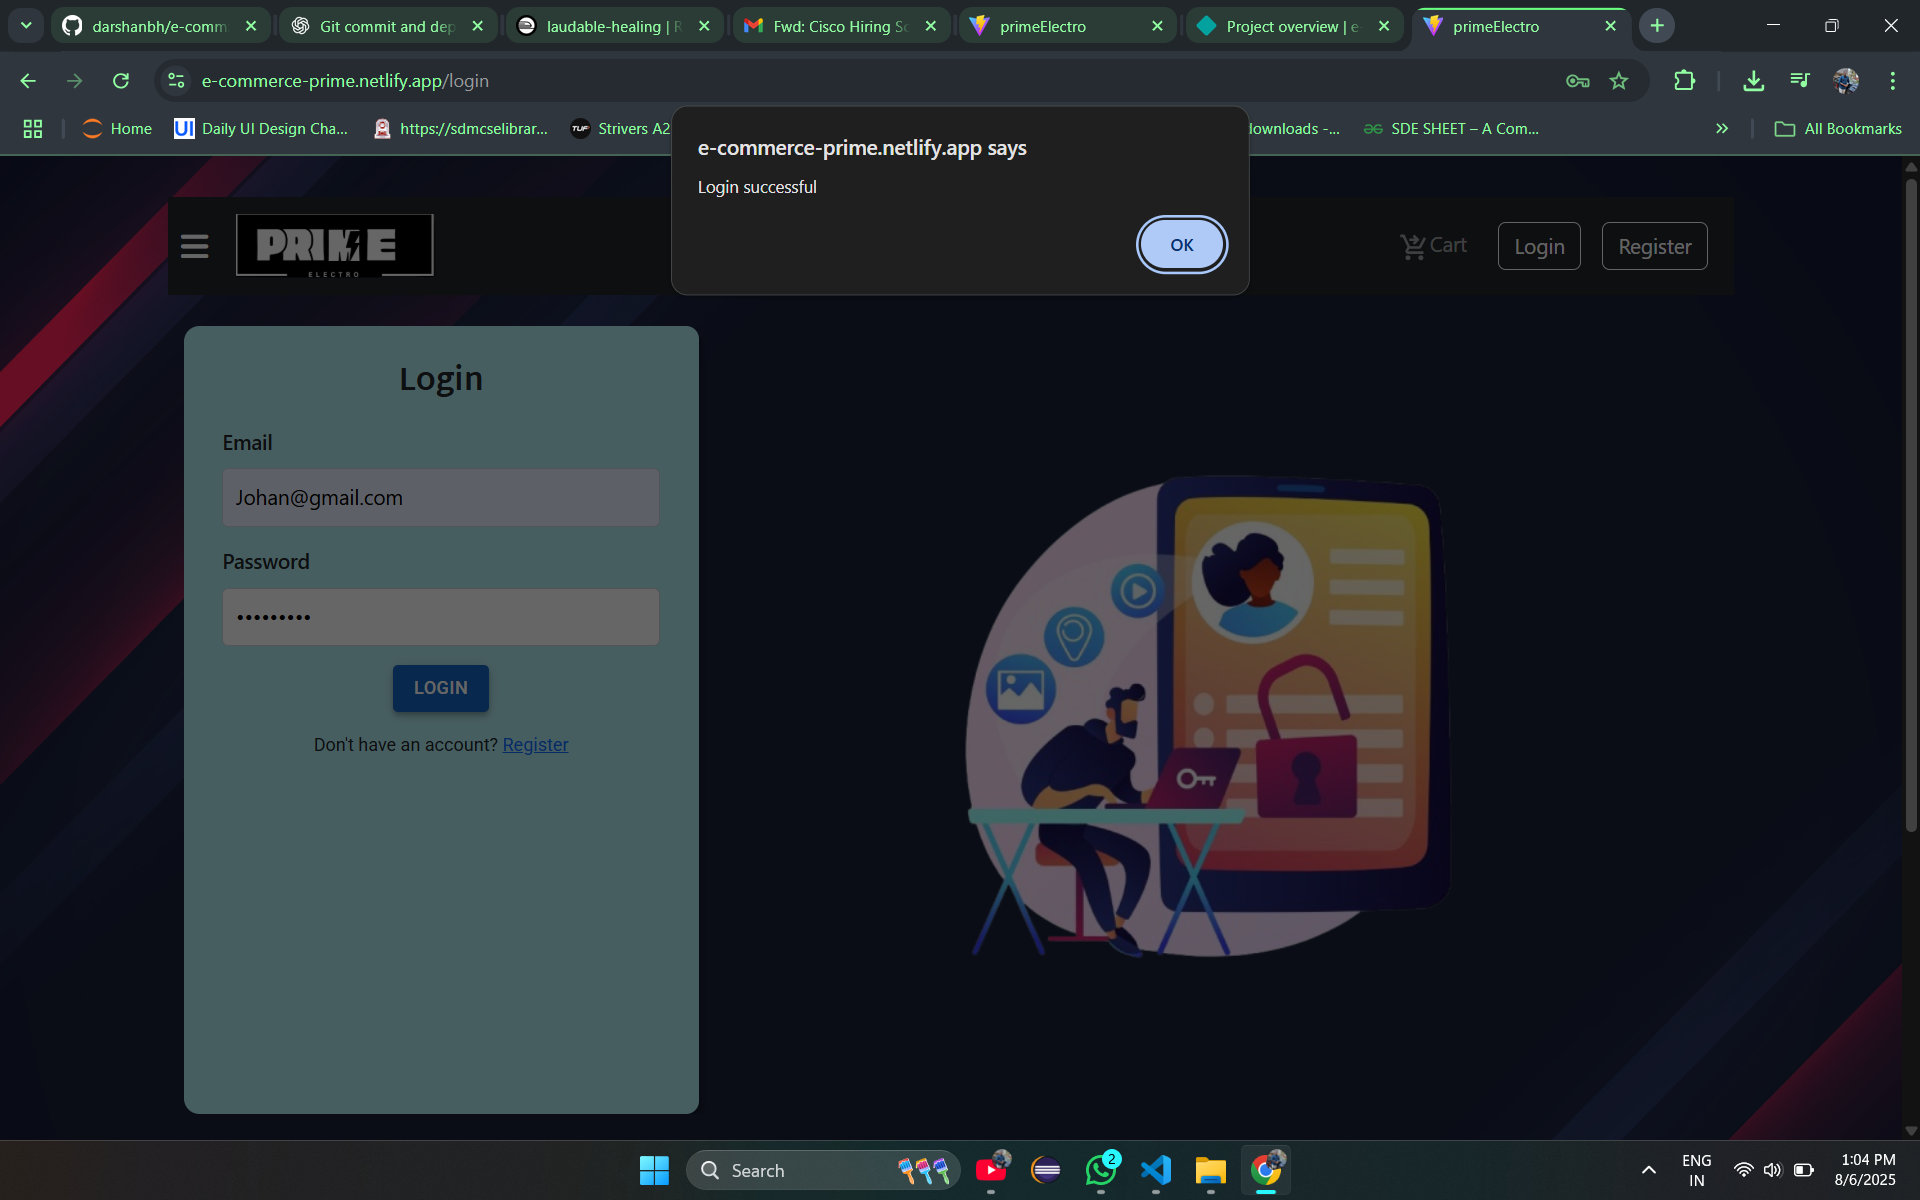 darshanbh/e-comm
Git commit and dep
laudable-healing | R
Fwd: Cisco Hiring Sc
primeElectro
Project overview | e-
primeElectro
e-commerce-prime.netlify.app/login
Home
UI Daily UI Design Cha...
https://sdmcselibrar...
TUF Strivers A2
ownloads -...
SDE SHEET – A Com...
All Bookmarks
e-commerce-prime.netlify.app says
Login successful
OK
PRIME
ELECTRO
Cart
Login
Register
Login
Email
Johan@gmail.com
Password
LOGIN
Don't have an account? Register
Search
2
ENG
IN
1:04 PM
8/6/2025